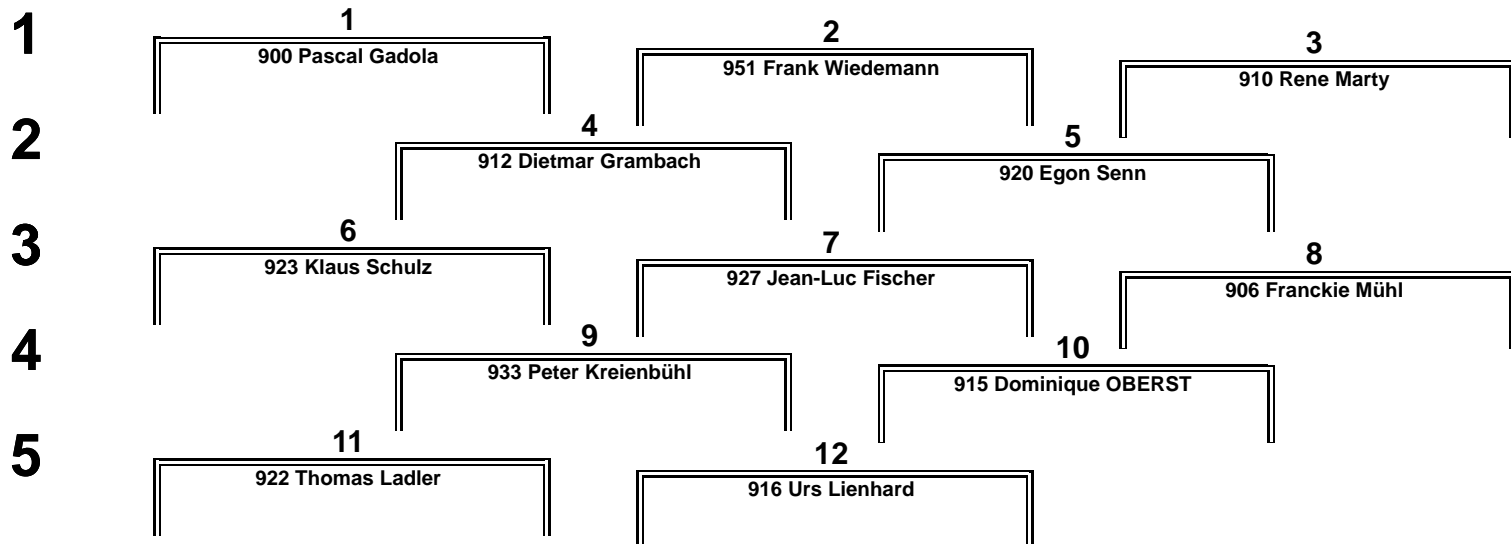 1
1
900 Pascal Gadola
2
951 Frank Wiedemann
3
910 Rene Marty
2
4
912 Dietmar Grambach
5
920 Egon Senn
3
6
923 Klaus Schulz
7
927 Jean-Luc Fischer
8
906 Franckie Mühl
4
9
933 Peter Kreienbühl
10
915 Dominique OBERST
5
11
922 Thomas Ladler
12
916 Urs Lienhard